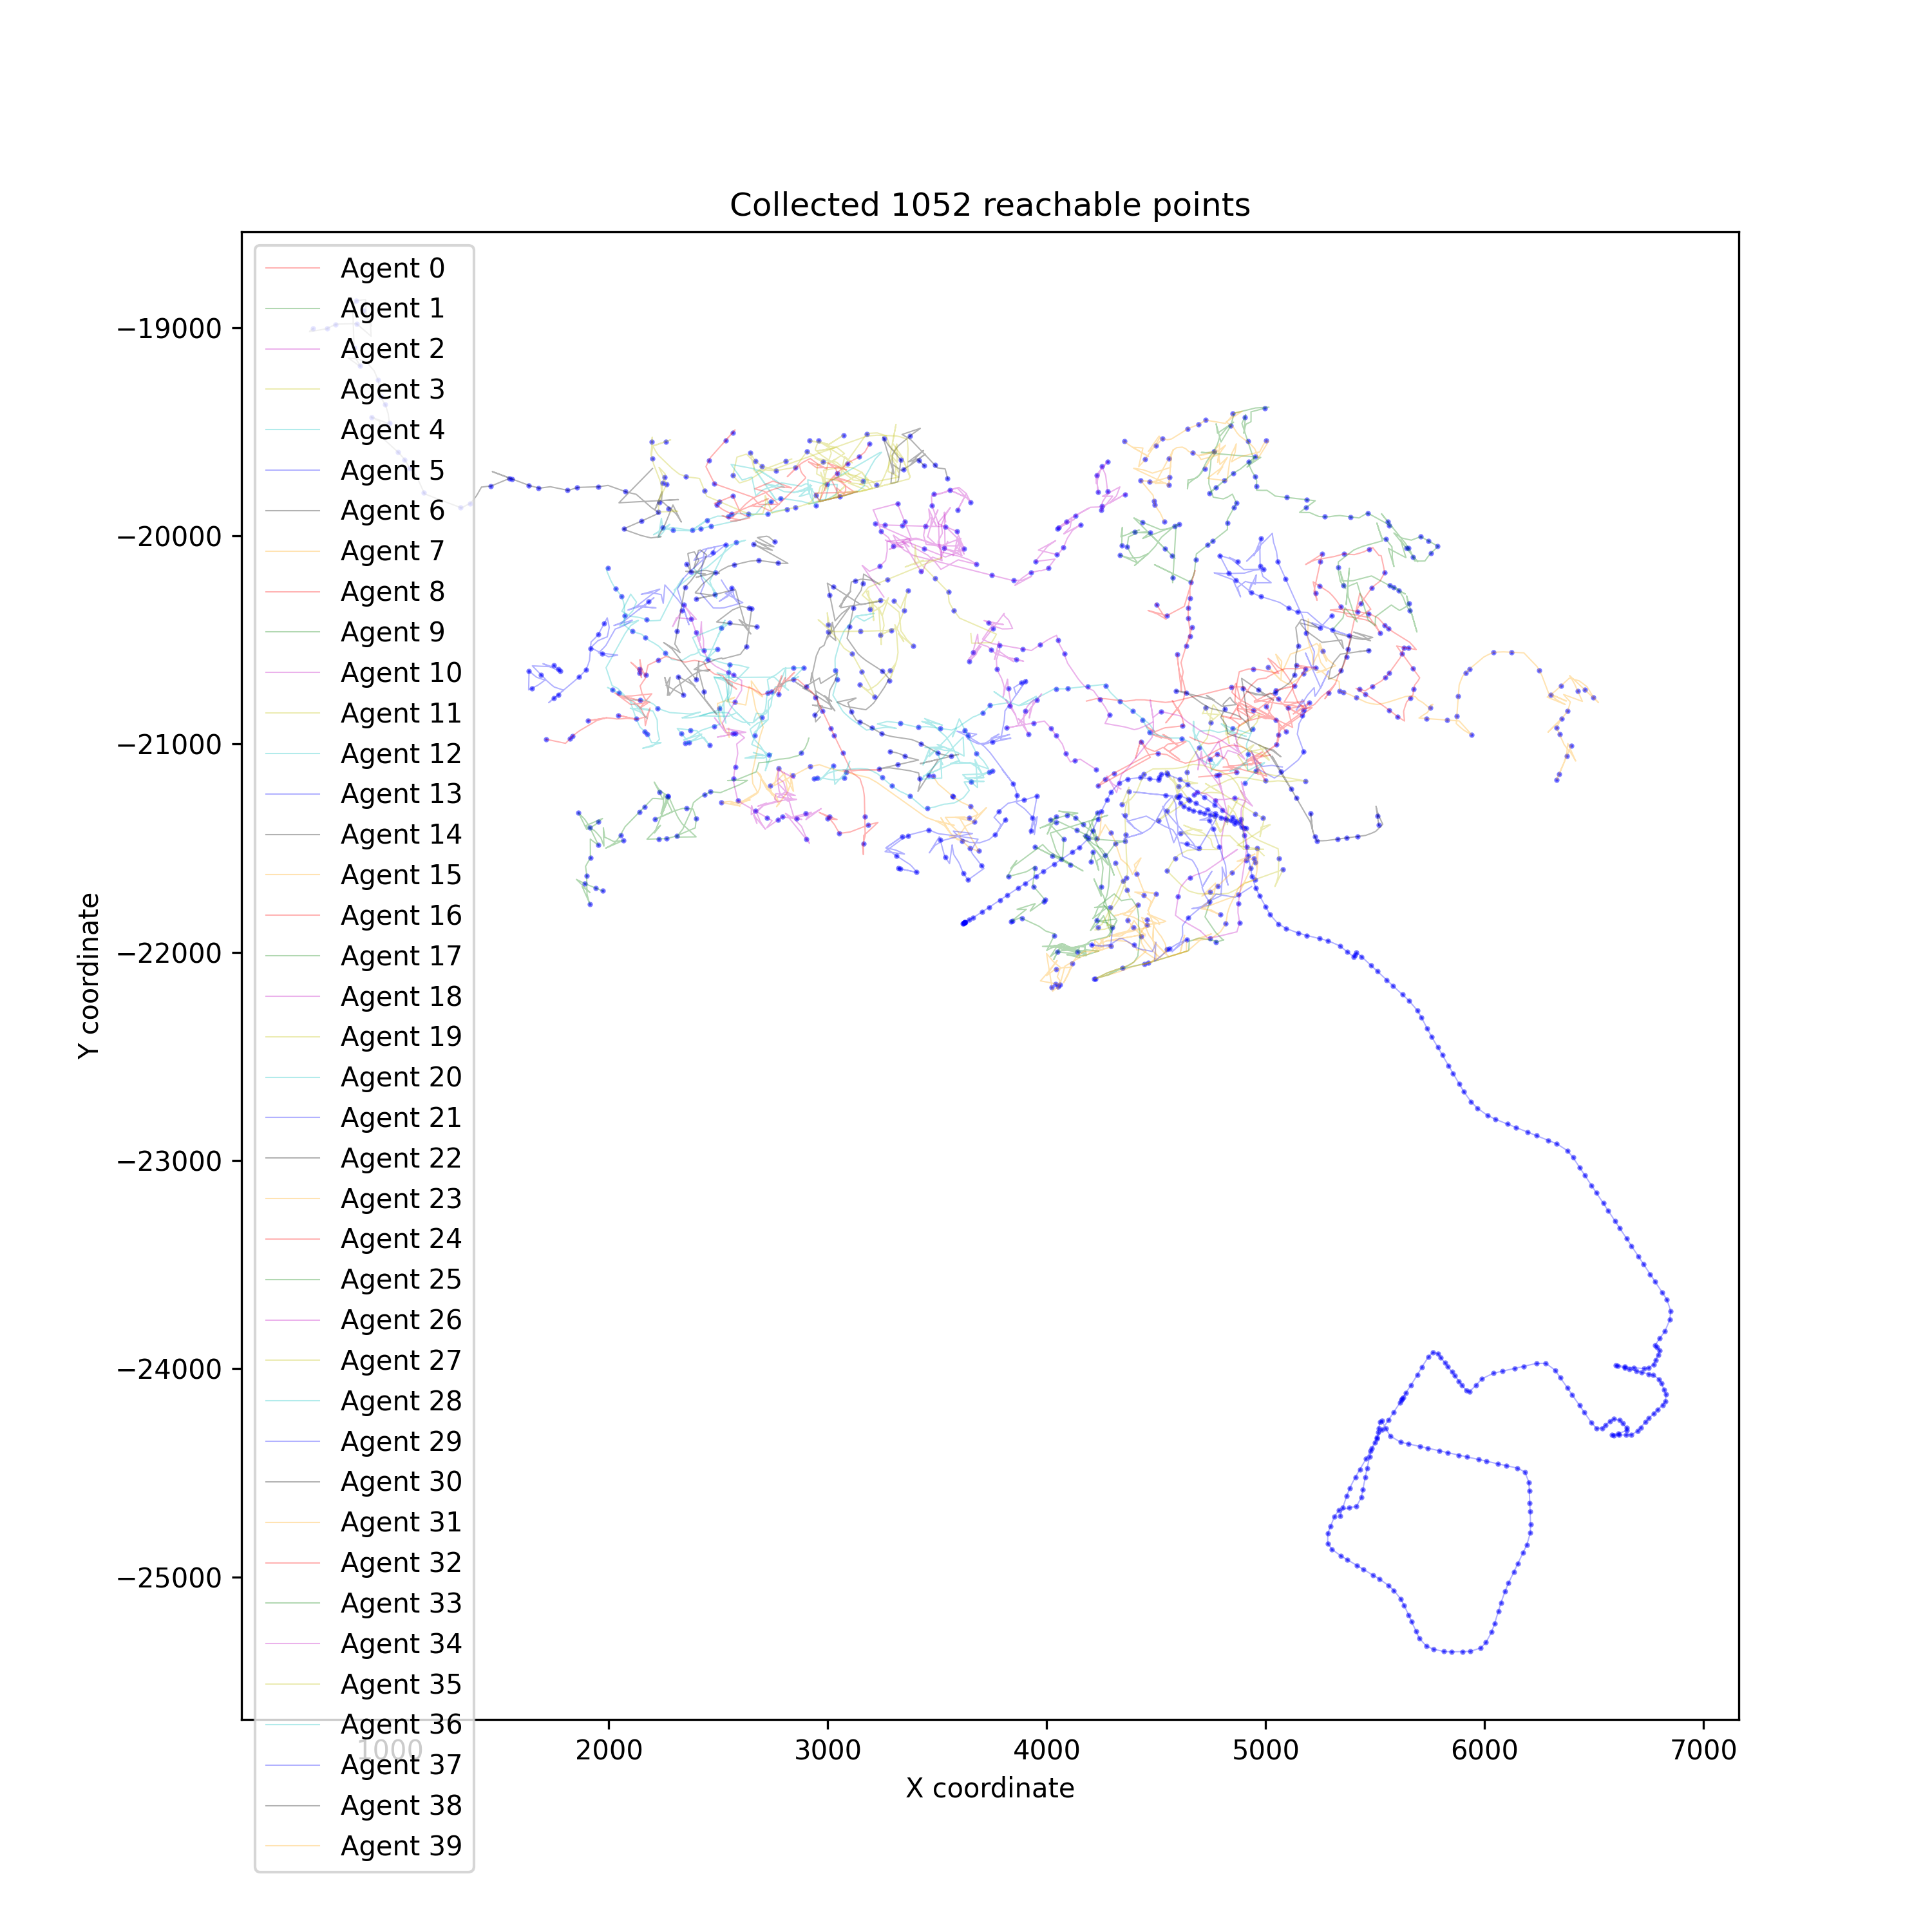 Collected 1052 reachable points
Agent 0
Agent 1
Agent 2
Agent 3
Agent 4
Agent 5
Agent 6
Agent 7
Agent 8
Agent 9
Agent 10
Agent 11
Agent 12
Agent 13
Agent 14
Agent 15
Agent 16
Agent 17
Agent 18
Agent 19
Agent 20
Agent 21
Agent 22
Agent 23
Agent 24
Agent 25
Agent 26
Agent 27
Agent 28
Agent 29
Agent 30
Agent 31
Agent 32
Agent 33
Agent 34
Agent 35
Agent 36
Agent 37
Agent 38
Agent 39
−19000
−20000
−21000
−22000
−23000
−24000
−25000
Y coordinate
1000 2000 3000 4000 5000 6000 7000
X coordinate